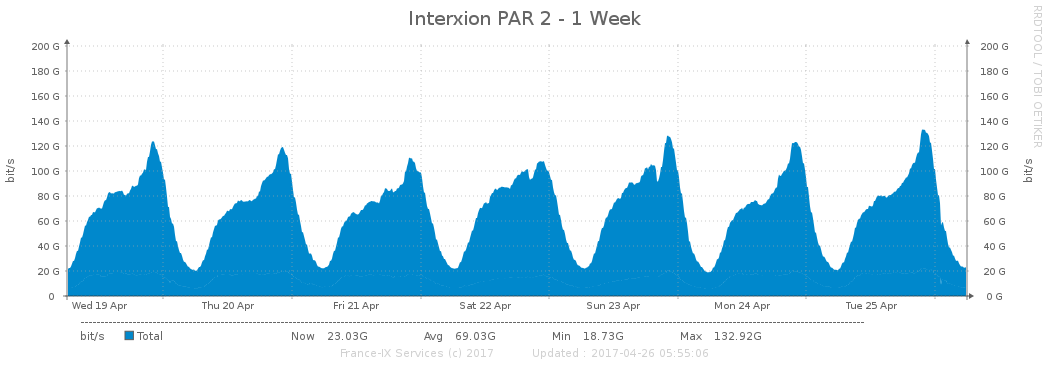 Interxion PAR 2 - 1 Week
RRDTOOL / TOBI OETIKER
200 G 200 G
180 G 180 G
160 G 160 G
140 G 140 G
120 G 120 G
100 G 100 G
80 G 80 G
60 G 60 G
40 G 40 G
20 G 20 G
0 0 G
bit/s bit/s
Wed 19 Apr Thu 20 Apr Fri 21 Apr Sat 22 Apr Sun 23 Apr Mon 24 Apr Tue 25 Apr
bit/s Total Now 23.03G Avg 69.03G Min 18.73G Max 132.92G
France-IX Services (c) 2017 Updated : 2017-04-26 05:55:06